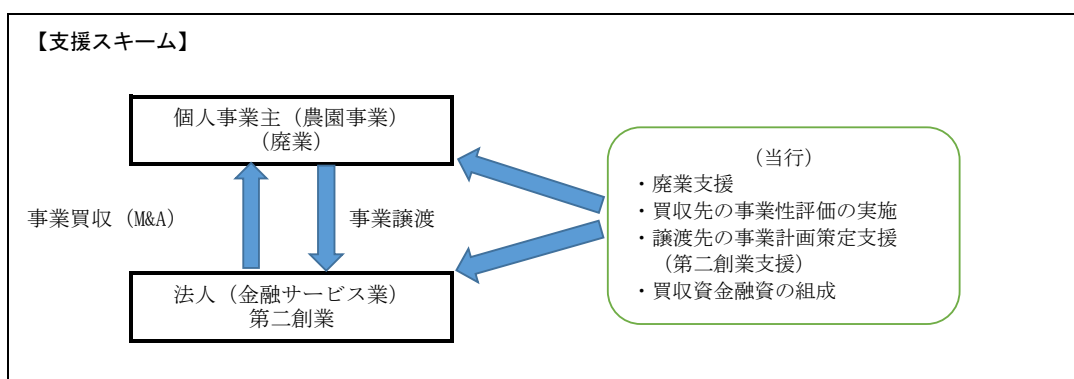 【支援スキーム】
個人事業主（農園事業）
（廃業）
事業買収（M&A）
事業譲渡
法人（金融サービス業）
第二創業
（当行）
・廃業支援
・買収先の事業性評価の実施
・譲渡先の事業計画策定支援
（第二創業支援）
・買収資金融資の組成